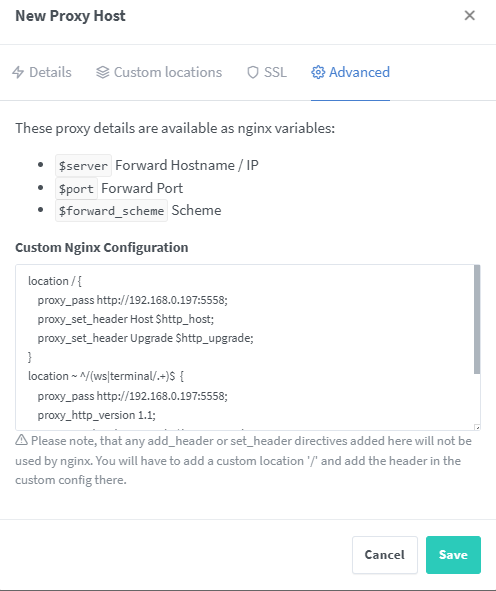 New Proxy Host
Details Custom locations SSL Advanced
These proxy details are available as nginx variables:
$server Forward Hostname / IP
$port Forward Port
$forward_scheme Scheme
Custom Nginx Configuration
location / {
proxy_pass http://192.168.0.197:5558;
proxy_set_header Host $http_host;
proxy_set_header Upgrade $http_upgrade;
}
location ~ ^/(ws|terminal/.+)$ {
proxy_pass http://192.168.0.197:5558;
proxy_http_version 1.1;
Please note, that any add_header or set_header directives added here will not be
used by nginx. You will have to add a custom location '/' and add the header in the
custom config there.
Cancel Save